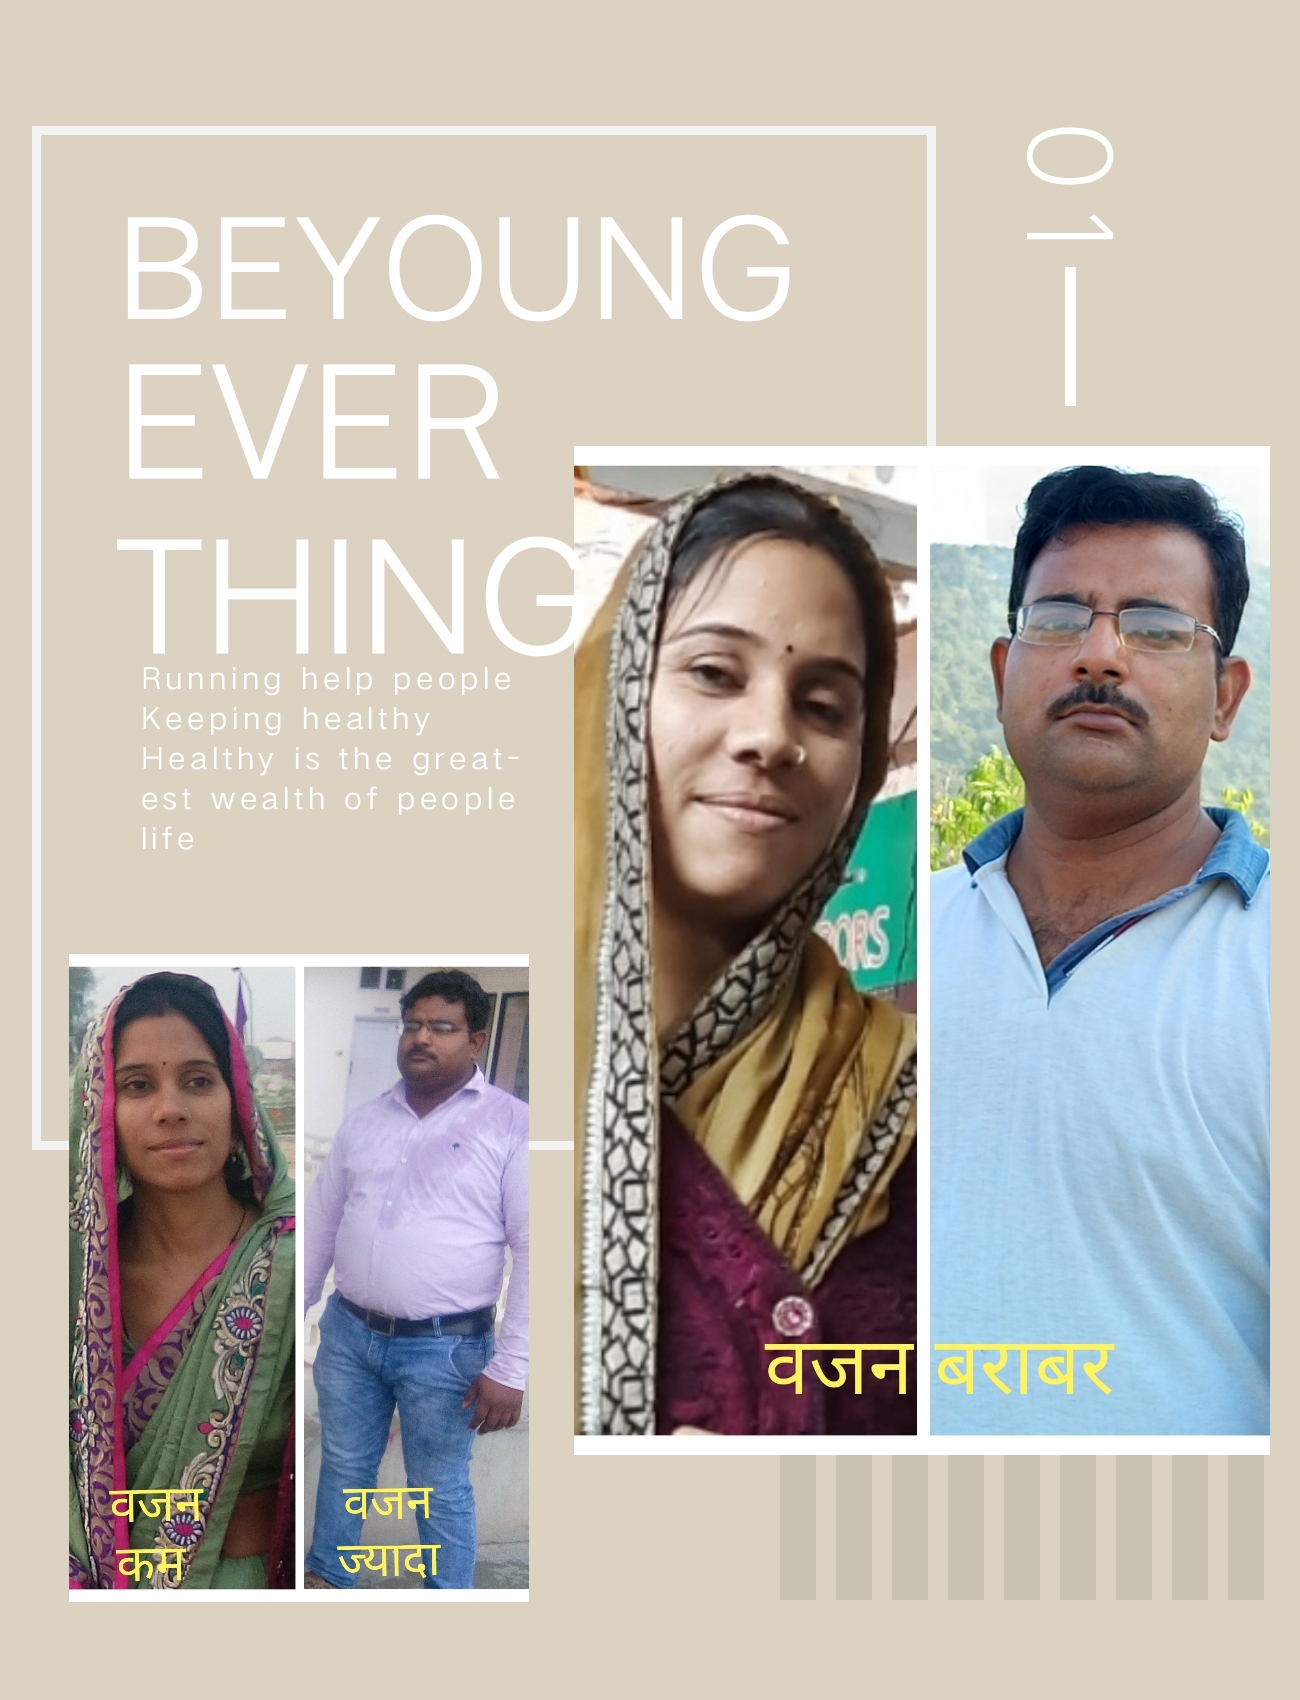 01
BEYOUNG
EVER
THING
Running help people
Keeping healthy
Healthy is the great-
est wealth of people
life
वजन बराबर
वजन
कम
वजन
ज्यादा